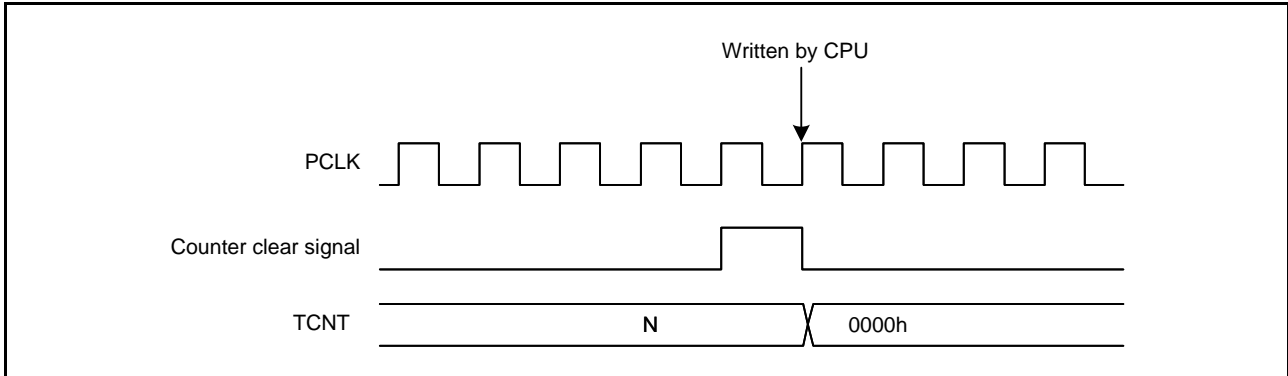 Written by CPU
PCLK
Counter clear signal
TCNT
N
0000h